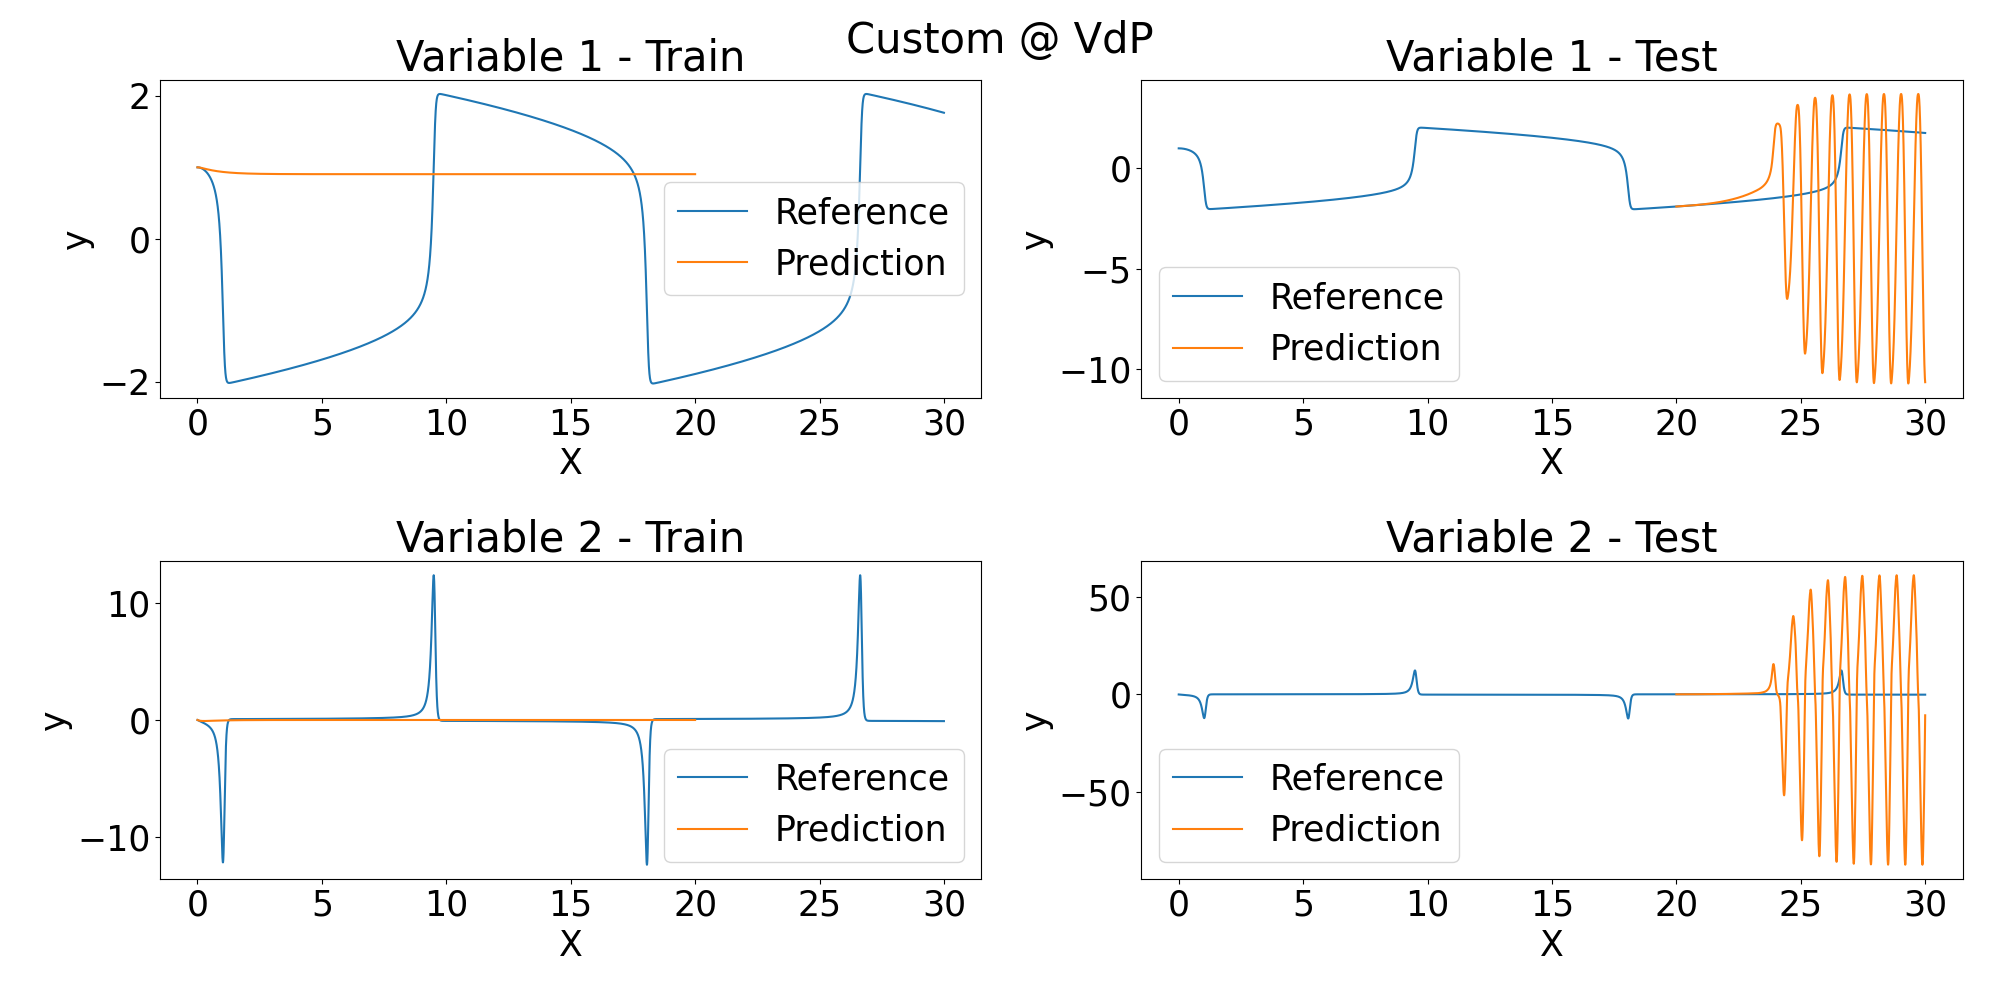 Custom @ VdP
Variable 1 - Train
2
0
−2
y
0 5 10 15 20 25 30
X
Reference
Prediction
Variable 1 - Test
0
−5
−10
y
0 5 10 15 20 25 30
X
Reference
Prediction
Variable 2 - Train
10
0
−10
y
0 5 10 15 20 25 30
X
Reference
Prediction
Variable 2 - Test
50
0
−50
y
0 5 10 15 20 25 30
X
Reference
Prediction